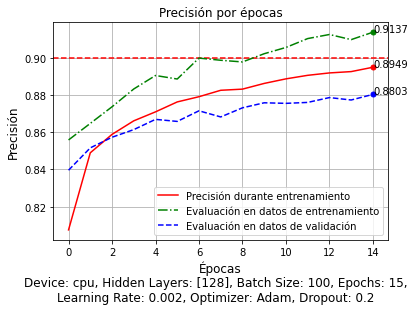 Precisión por épocas
Precisión
0.90
0.88
0.86
0.84
0.82
0.9137
0.8949
0.8803
Precisión durante entrenamiento
Evaluación en datos de entrenamiento
Evaluación en datos de validación
0 2 4 6 8 10 12 14
Épocas
Device: cpu, Hidden Layers: [128], Batch Size: 100, Epochs: 15,
Learning Rate: 0.002, Optimizer: Adam, Dropout: 0.2